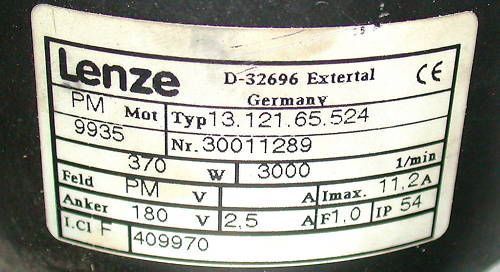 Lenze D-32696 Extertal CE
Germany
PM Mot Typ 13.121.65.524
9935 Nr. 30011289
370 W 3000 1/min
Feld PM V A Imax. 11,2A
Anker 180 V 2,5 A F1.0 IP 54
I.Cl F 409970